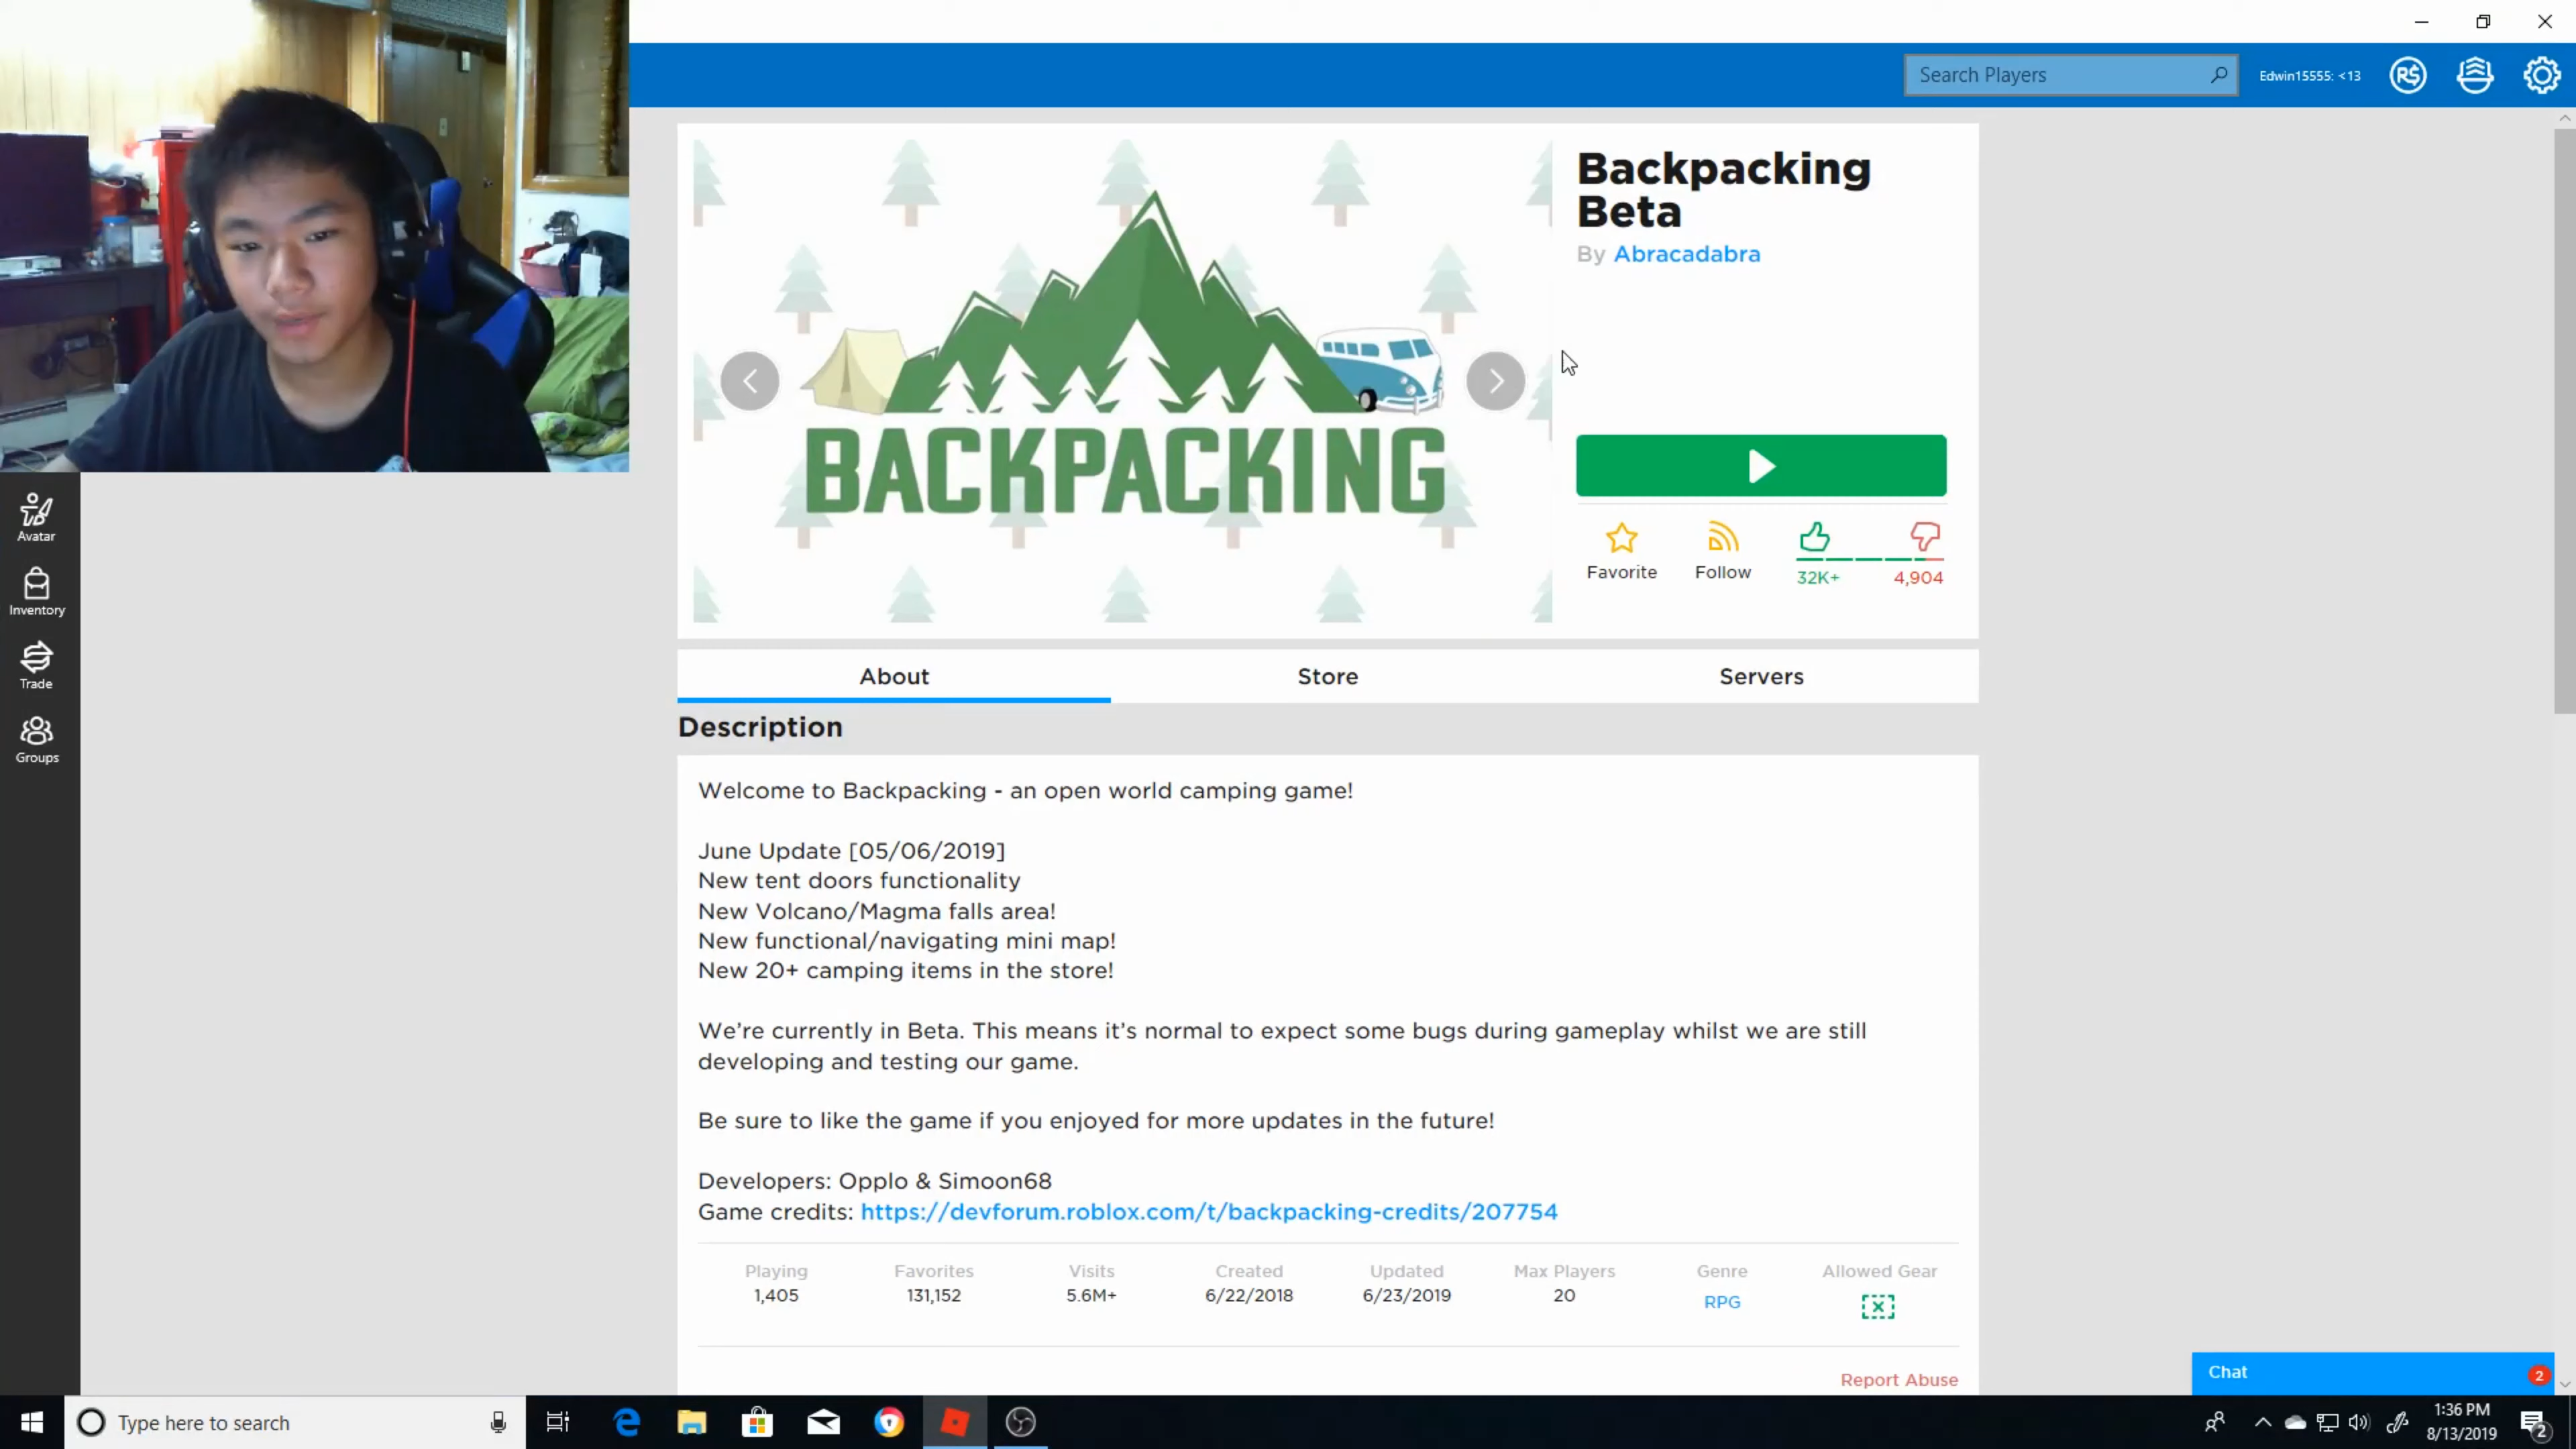 Search Players
Edwin15555: <13
R$
Backpacking
Beta
By Abracadabra
BACKPACKING
Favorite
Follow
32K+
4,904
Avatar
Inventory
Trade
Groups
About
Store
Servers
Description
Welcome to Backpacking - an open world camping game!
June Update [05/06/2019]
New tent doors functionality
New Volcano/Magma falls area!
New functional/navigating mini map!
New 20+ camping items in the store!
We're currently in Beta. This means it's normal to expect some bugs during gameplay whilst we are still
developing and testing our game.
Be sure to like the game if you enjoyed for more updates in the future!
Developers: Opplo & Simoon68
Game credits: https://devforum.roblox.com/t/backpacking-credits/207754
Playing
Favorites
Visits
Created
Updated
Max Players
Genre
Allowed Gear
1,405
131,152
5.6M+
6/22/2018
6/23/2019
20
RPG
Report Abuse
Chat
2
Type here to search
1:36 PM
8/13/2019
2